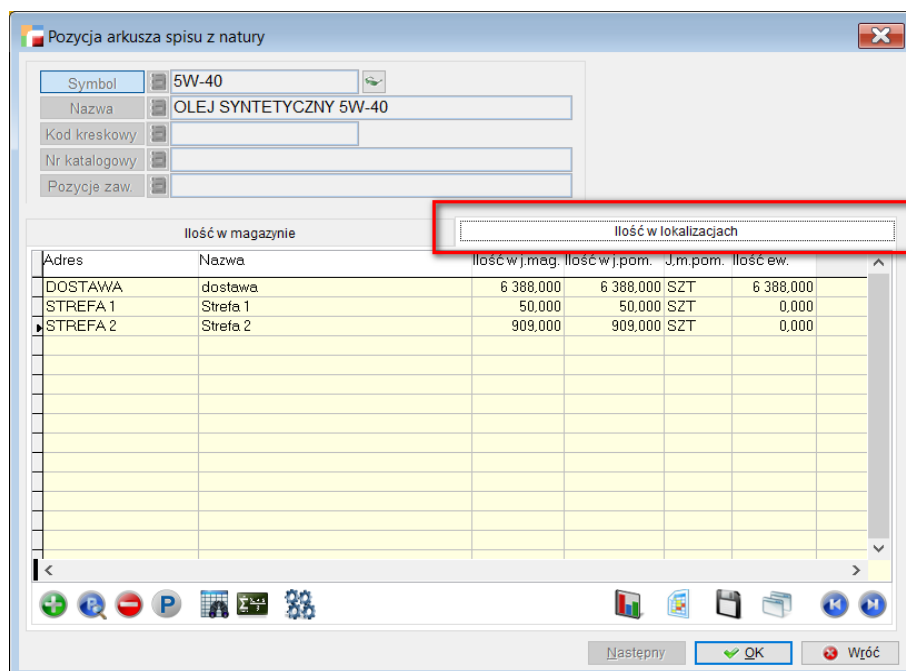 Pozycja arkusza spisu z natury
Symbol 5W-40
Nazwa OLEJ SYNTETYCZNY 5W-40
Kod kreskowy
Nr katalogowy
Pozycje zaw.
Ilość w magazynie Ilość w lokalizacjach
Adres Nazwa Ilość w j.mag. Ilość w j.pom. J.m.pom. Ilość ew.
DOSTAWA dostawa 6 388,000 6 388,000 SZT 6 388,000
STREFA 1 Strefa 1 50,000 50,000 SZT 0,000
STREFA 2 Strefa 2 909,000 909,000 SZT 0,000
P
Następny OK Wróć